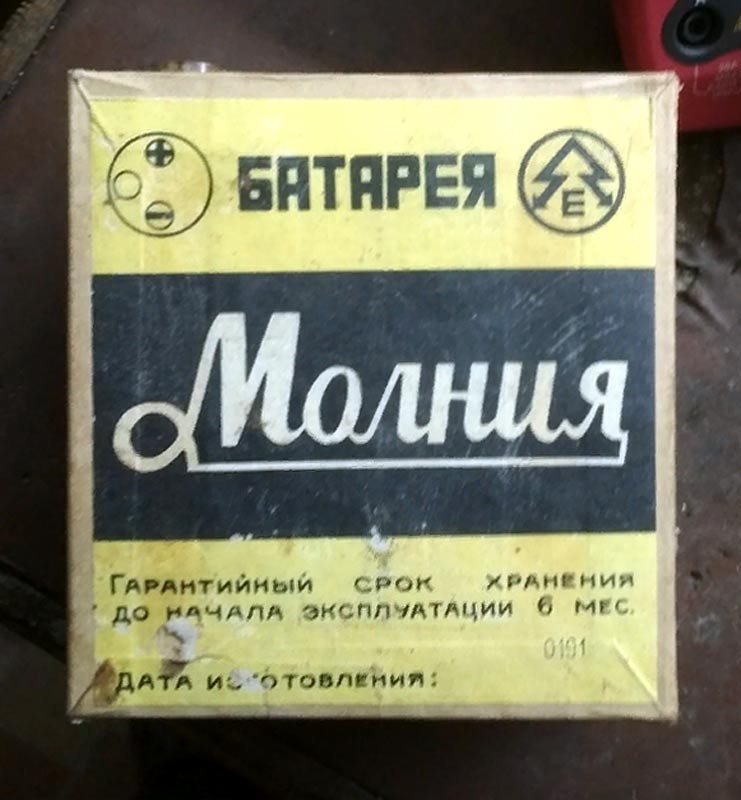 БАТАРЕЯ
Е
Молния
ГАРАНТИЙНЫЙ СРОК ХРАНЕНИЯ
ДО НАЧАЛА ЭКСПЛУАТАЦИИ 6 МЕС.
0191
ДАТА ИЗГОТОВЛЕНИЯ: